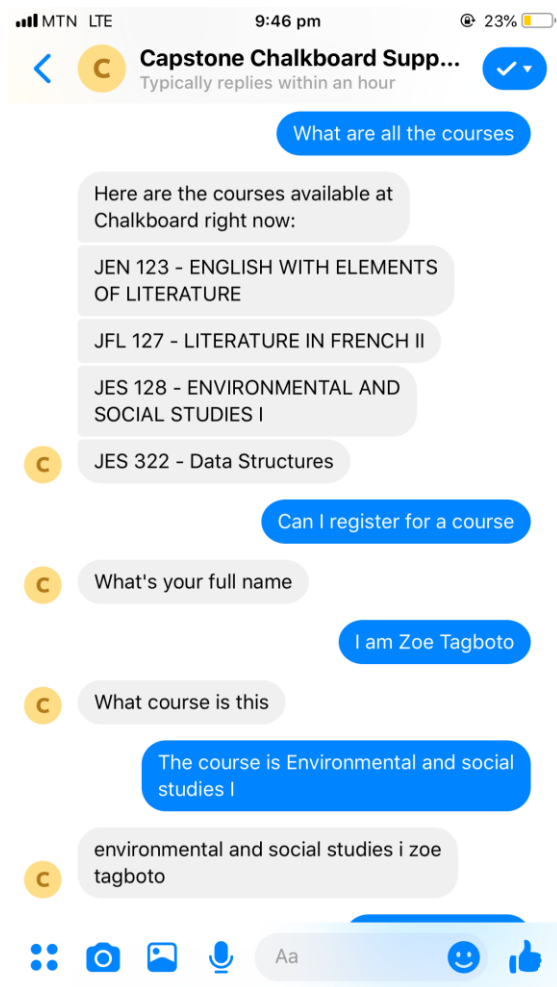 MTN LTE 9:46 pm 23%
C Capstone Chalkboard Supp...
Typically replies within an hour
What are all the courses
Here are the courses available at
Chalkboard right now:
JEN 123 - ENGLISH WITH ELEMENTS
OF LITERATURE
JFL 127 - LITERATURE IN FRENCH II
JES 128 - ENVIRONMENTAL AND
SOCIAL STUDIES I
C JES 322 - Data Structures
Can I register for a course
C What's your full name
I am Zoe Tagboto
C What course is this
The course is Environmental and social
studies I
environmental and social studies i zoe
C tagboto
Aa